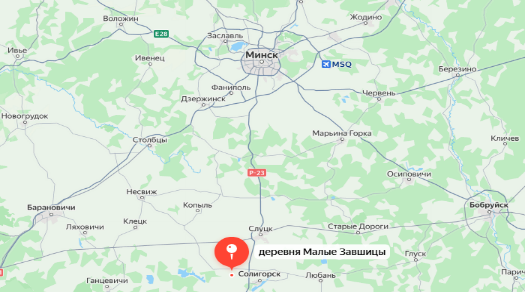 Воложин
Жодино
Е28
Заславль
Ивье
Минск
Ивенец
MSQ
Березино
Фаниполь
Червень
Дзержинск
Новогрудок
Марьина Горка
Кличев
Столбцы
Р-23
Осиповичи
Несвиж
Барановичи
Копыль
Бобруйск
Клецк
Ляховичи
Слуцк
Старые Дороги
деревня Малые Завшицы
Глуск
Солигорск
Любань
Ганцевичи